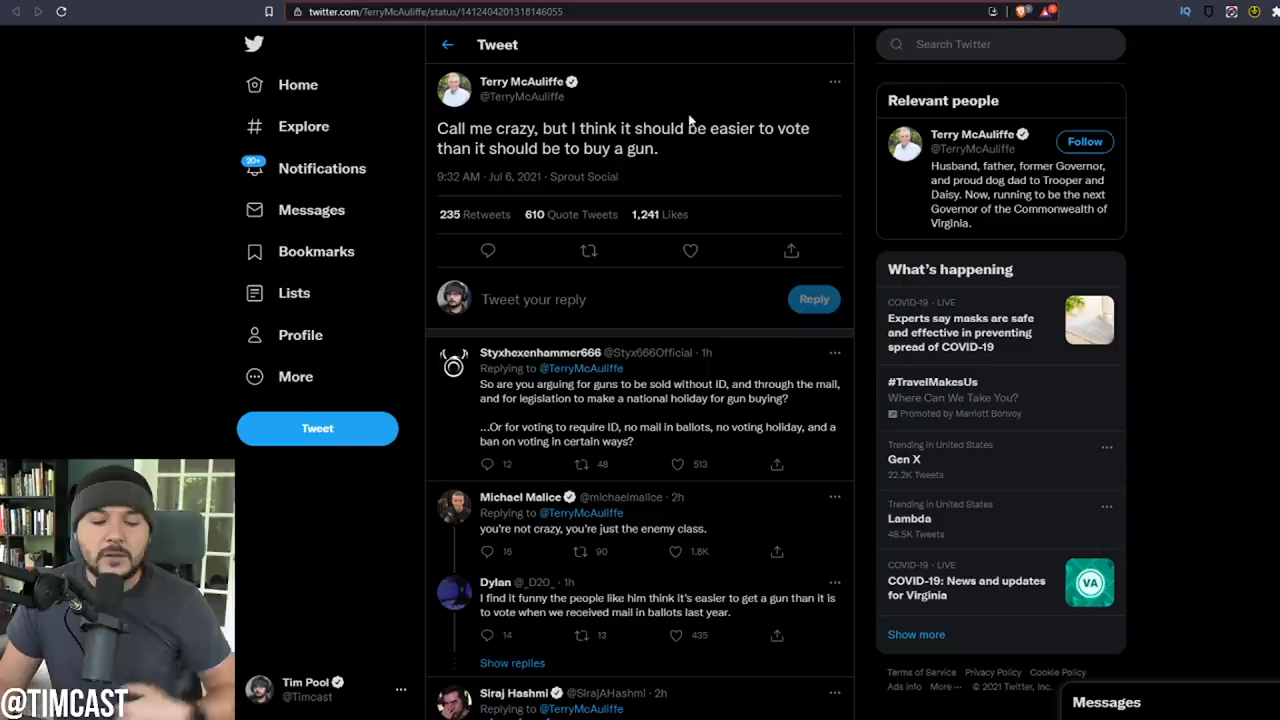 twitter.com/TerryMcAuliffe/status/1412404201318146055
Home
Explore
20+
Notifications
Messages
Bookmarks
Lists
Profile
More
Tweet
Tim Pool
@Timcast
@TIMCAST
Tweet
Terry McAuliffe
@TerryMcAuliffe
Call me crazy, but I think it should be easier to vote
than it should be to buy a gun.
9:32 AM · Jul 6, 2021 · Sprout Social
235 Retweets 610 Quote Tweets 1,241 Likes
Tweet your reply
Reply
Styxhexenhammer666 @Styx666Official · 1h
Replying to @TerryMcAuliffe
So are you arguing for guns to be sold without ID, and through the mail,
and for legislation to make a national holiday for gun buying?
...Or for voting to require ID, no mail in ballots, no voting holiday, and a
ban on voting in certain ways?
12 48 513
Michael Malice @michaelmalice · 2h
Replying to @TerryMcAuliffe
you're not crazy, you're just the enemy class.
16 90 1.8K
Dylan @_D2O_ · 1h
I find it funny the people like him think it's easier to get a gun than it is
to vote when we received mail in ballots last year.
14 13 435
Show replies
Siraj Hashmi @SIrajAHashmi · 2h
Replying to @TerryMcAuliffe
Search Twitter
Relevant people
Terry McAuliffe
@TerryMcAuliffe
Follow
Husband, father, former Governor,
and proud dog dad to Trooper and
Daisy. Now, running to be the next
Governor of the Commonwealth of
Virginia.
What's happening
COVID-19 · LIVE
Experts say masks are safe
and effective in preventing
spread of COVID-19
#TravelMakesUs
Where Can We Take You?
Promoted by Marriott Bonvoy
Trending in United States
Gen X
22.2K Tweets
Trending in United States
Lambda
48.5K Tweets
COVID-19 · LIVE
COVID-19: News and updates
for Virginia
VA
Show more
Terms of Service Privacy Policy Cookie Policy
Ads info More ··· © 2021 Twitter, Inc.
Messages